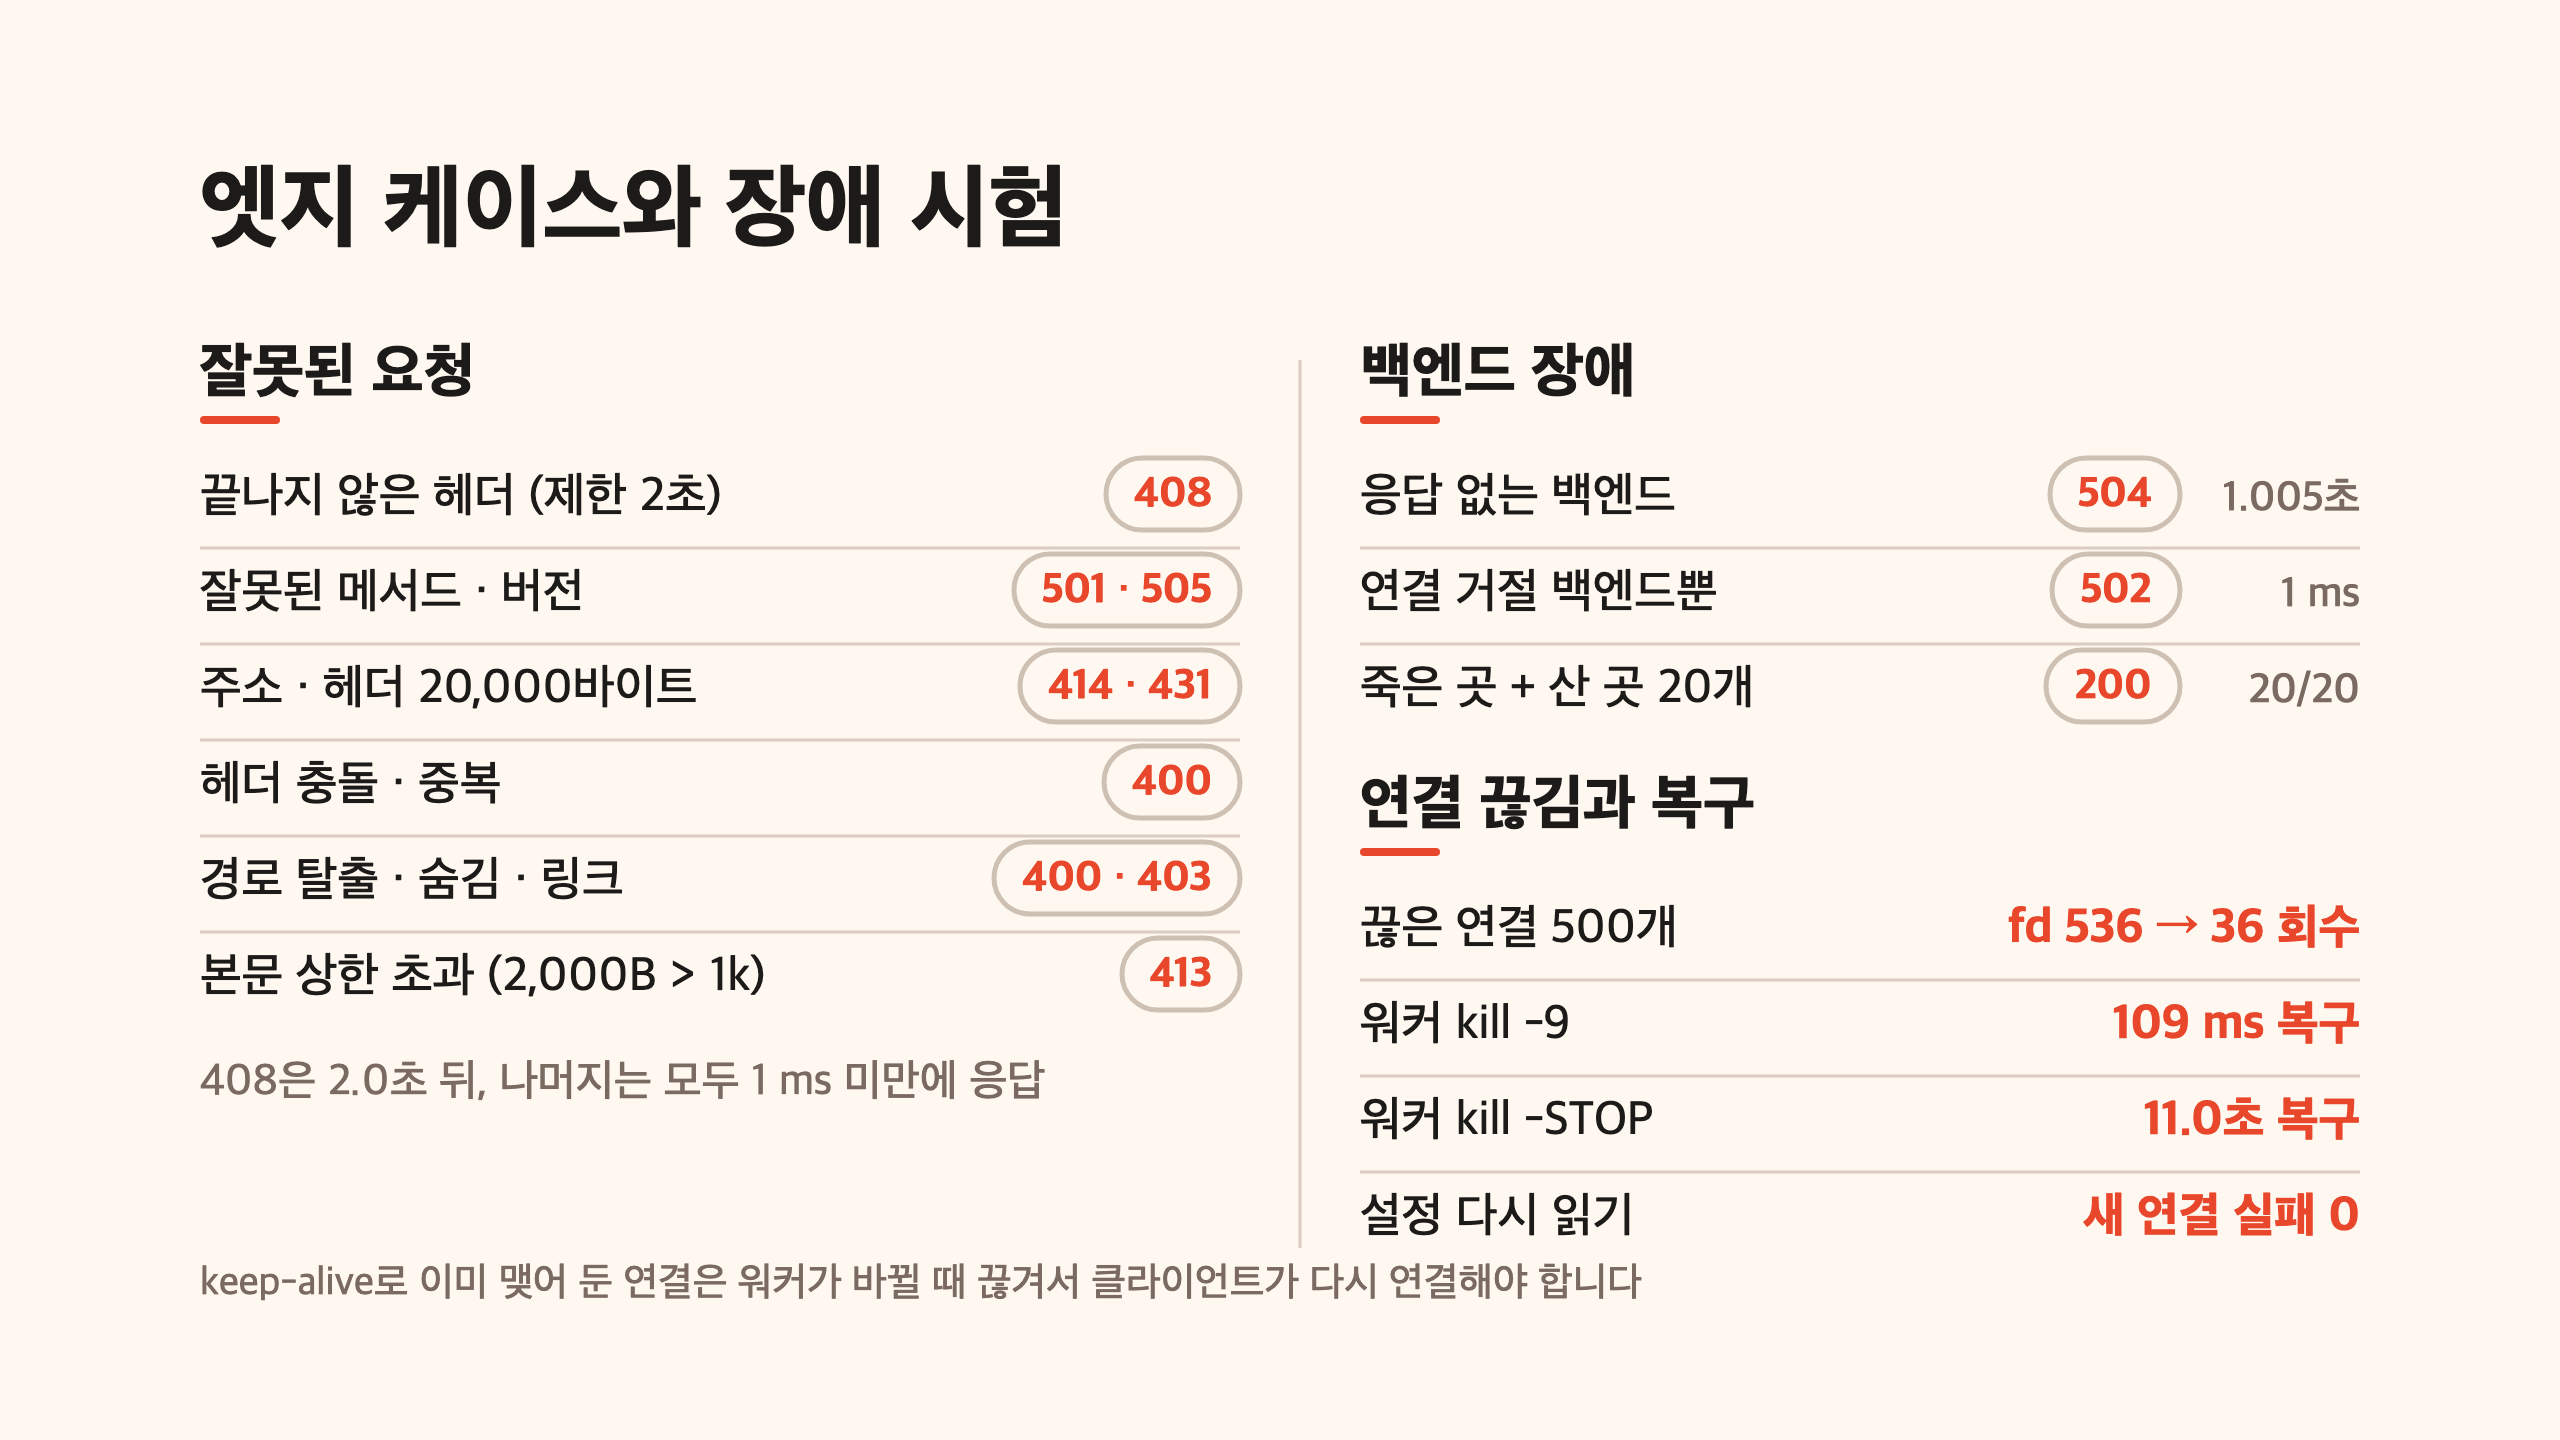 엣지 케이스와 장애 시험
잘못된 요청
끝나지 않은 헤더 (제한 2초) 408
잘못된 메서드 · 버전 501 · 505
주소 · 헤더 20,000바이트 414 · 431
헤더 충돌 · 중복 400
경로 탈출 · 숨김 · 링크 400 · 403
본문 상한 초과 (2,000B > 1k) 413
408은 2.0초 뒤, 나머지는 모두 1 ms 미만에 응답
백엔드 장애
응답 없는 백엔드 504 1.005초
연결 거절 백엔드뿐 502 1 ms
죽은 곳 + 산 곳 20개 200 20/20
연결 끊김과 복구
끊은 연결 500개 fd 536 → 36 회수
워커 kill -9 109 ms 복구
워커 kill -STOP 11.0초 복구
설정 다시 읽기 새 연결 실패 0
keep-alive로 이미 맺어 둔 연결은 워커가 바뀔 때 끊겨서 클라이언트가 다시 연결해야 합니다